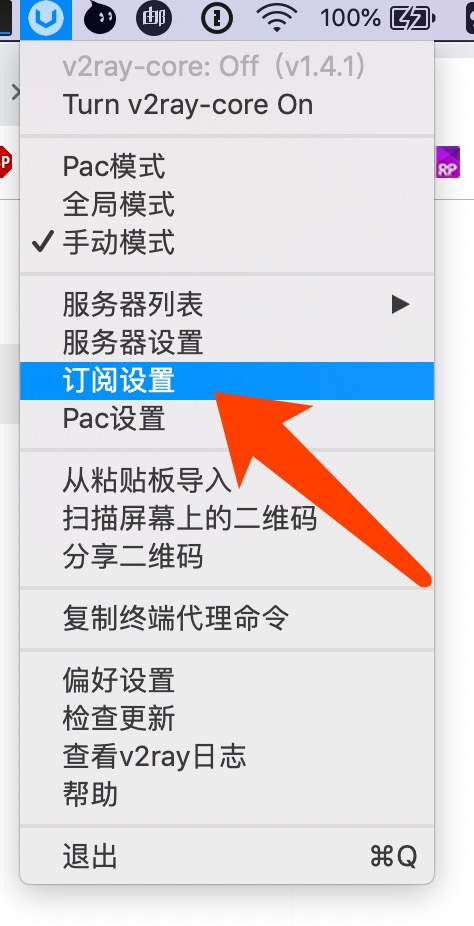 100%
v2ray-core: Off（v1.4.1）
Turn v2ray-core On
P
RP
Pac模式
全局模式
手动模式
服务器列表
服务器设置
订阅设置
Pac设置
从粘贴板导入
扫描屏幕上的二维码
分享二维码
复制终端代理命令
偏好设置
检查更新
查看v2ray日志
帮助
退出 ⌘Q